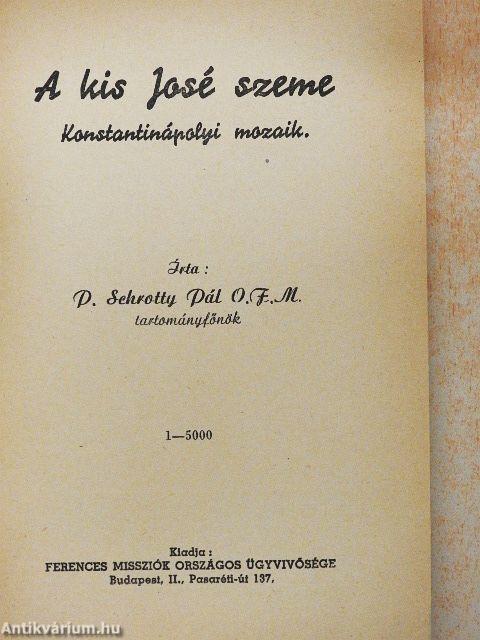 A kis José szeme
Konstantinápolyi mozaik.
Írta :
P. Schrotty Pál O.F.M.
tartományfőnök
1—5000
Kiadja :
FERENCES MISSZIÓK ORSZÁGOS ÜGYVIVŐSÉGE
Budapest, II., Pasaréti-út 137.
Antikvárium.hu